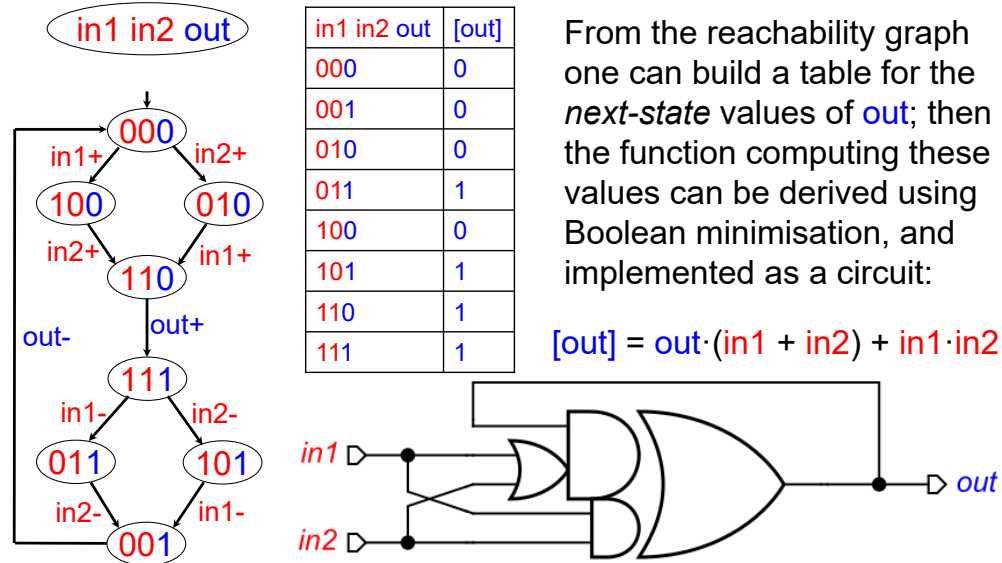 in1 in2 out
000
in1+
in2+
100
010
in2+
in1+
110
out-
out+
111
in1-
in2-
011
101
in2-
in1-
001
in1 in2 out [out]
000 0
001 0
010 0
011 1
100 0
101 1
110 1
111 1
From the reachability graph
one can build a table for the
next-state values of out; then
the function computing these
values can be derived using
Boolean minimisation, and
implemented as a circuit:
[out] = out·(in1 + in2) + in1·in2
in1
out
in2